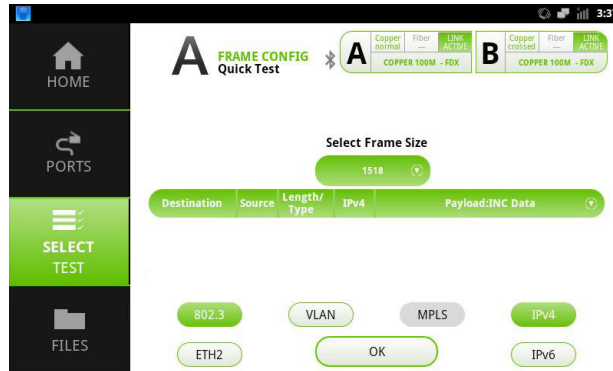 3:3
HOME
PORTS
SELECT
TEST
FILES
A FRAME CONFIG
Quick Test
A Copper normal Fiber — LINK ACTIVE
COPPER 100M - FDX
B Copper crossed Fiber — LINK ACTIVE
COPPER 100M - FDX
Select Frame Size
1518
Destination Source Length/ Type IPv4 Payload:INC Data
802.3 VLAN MPLS IPv4
ETH2 OK IPv6